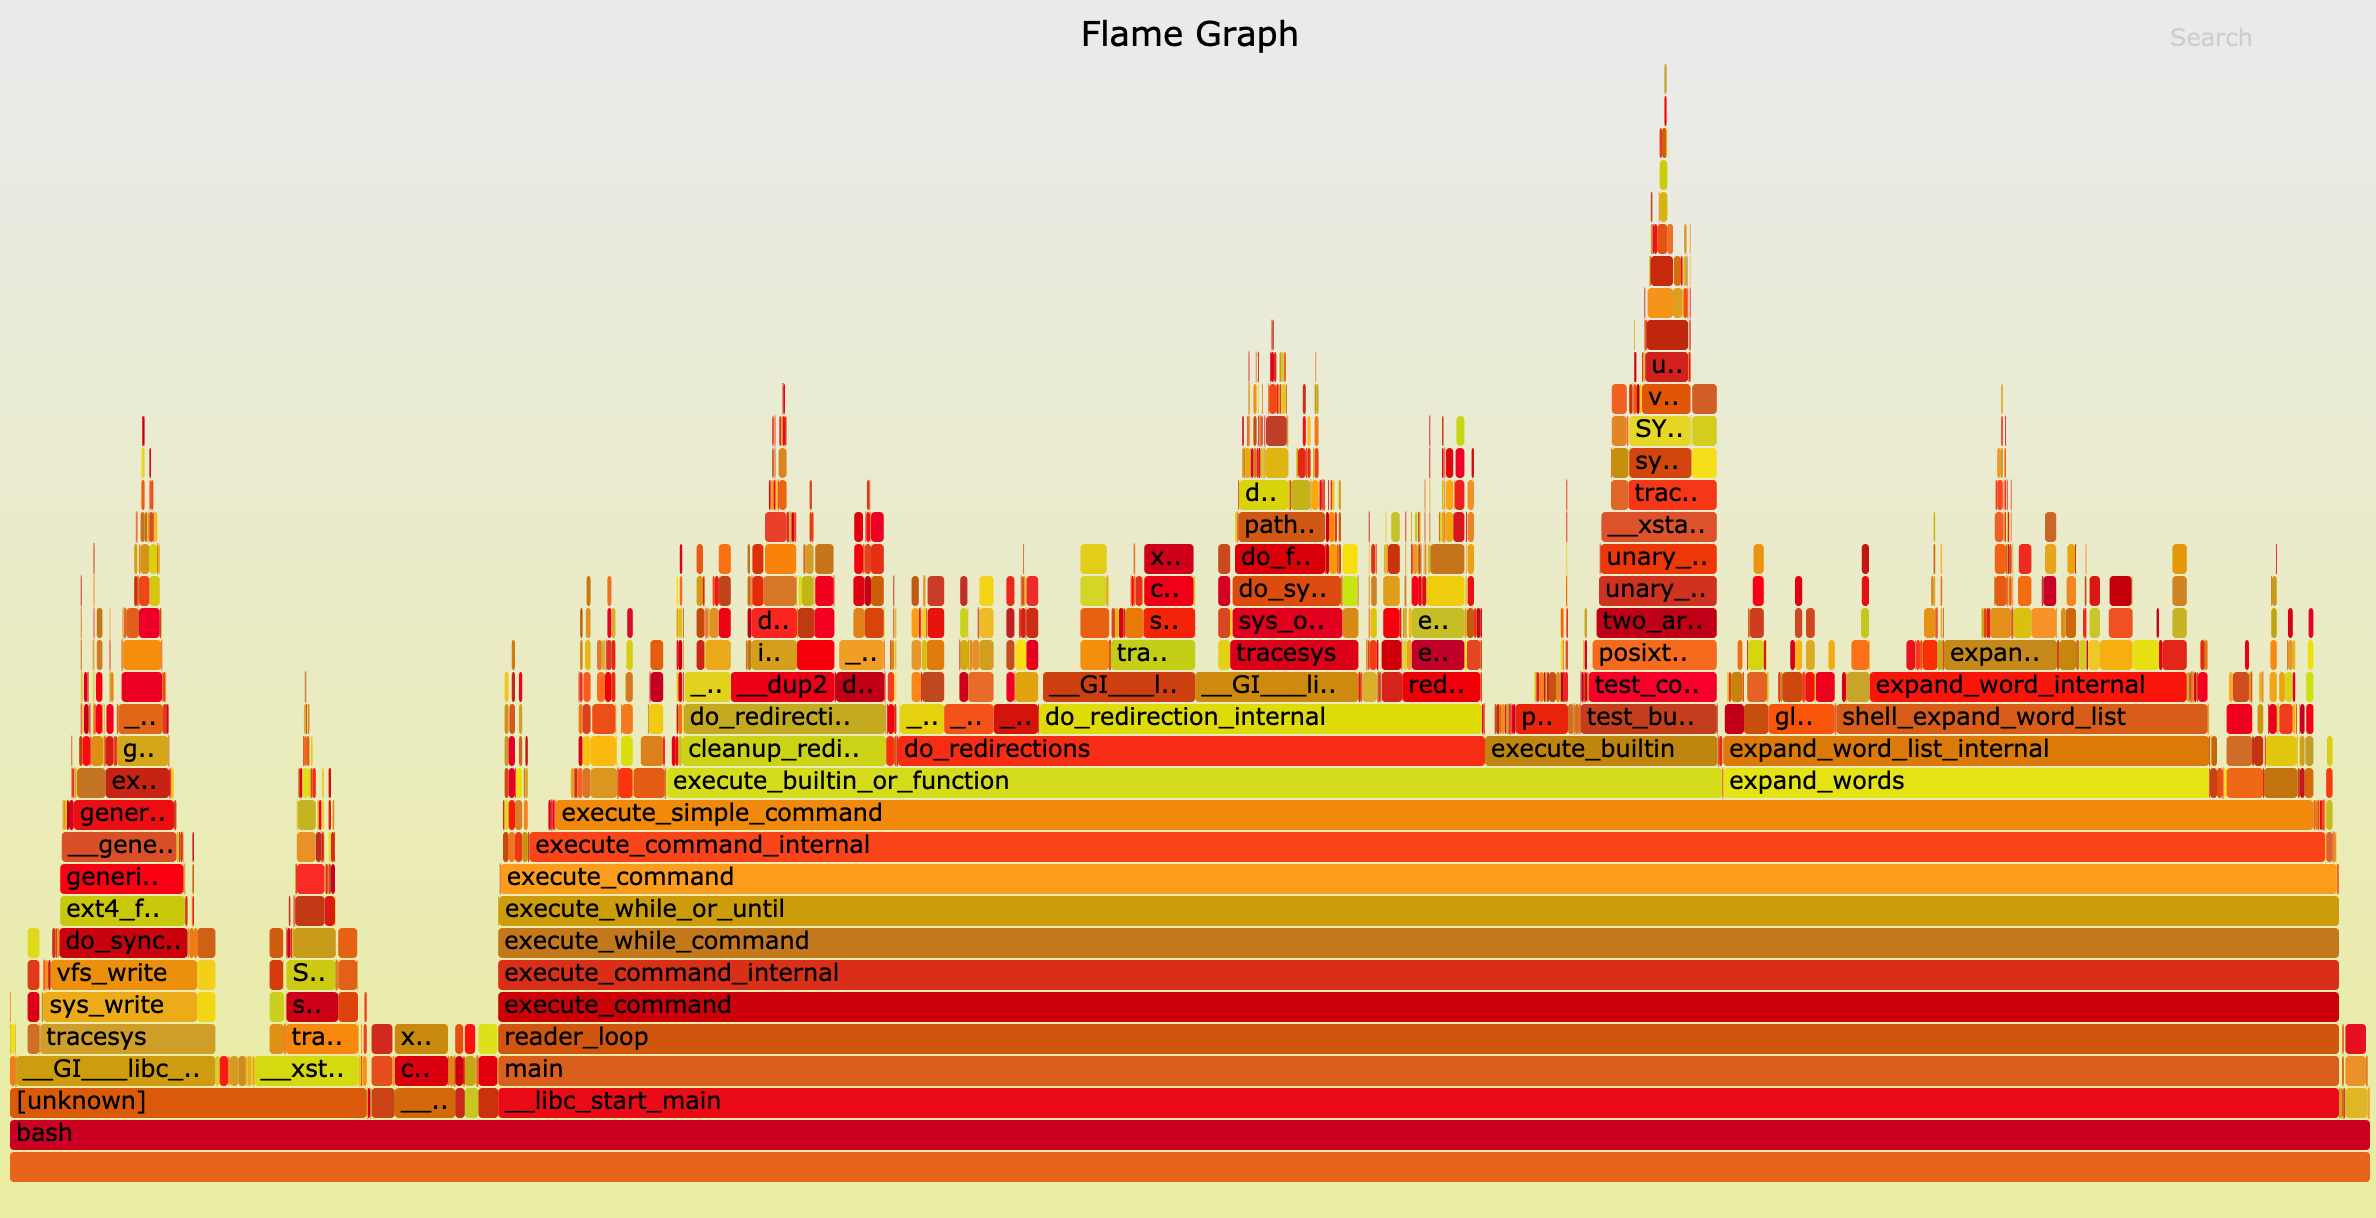 Flame Graph
Search
u..
v..
SY..
sy..
d.. trac..
path.. __xsta..
x.. do_f.. unary_..
c.. do_sy.. unary_..
d.. s.. sys_o.. e.. two_ar..
i.. _.. tra.. tracesys e.. posixt.. expan..
_.. __dup2 d.. __GI___l.. __GI___li.. red.. test_co.. expand_word_internal
_.. do_redirecti.. _.. _.. _.. do_redirection_internal p.. test_bu.. gl.. shell_expand_word_list
g.. cleanup_redi.. do_redirections execute_builtin expand_word_list_internal
ex.. execute_builtin_or_function expand_words
gener.. execute_simple_command
__gene.. execute_command_internal
generi.. execute_command
ext4_f.. execute_while_or_until
do_sync.. execute_while_command
vfs_write S.. execute_command_internal
sys_write s.. execute_command
tracesys tra.. x.. reader_loop
__GI___libc_.. __xst.. c.. main
[unknown] __.. __libc_start_main
bash